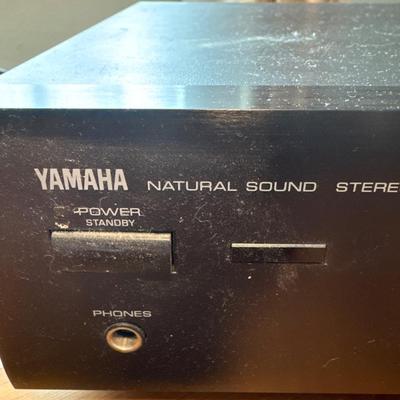 YAMAHA NATURAL SOUND STERE
POWER
STANDBY
PHONES